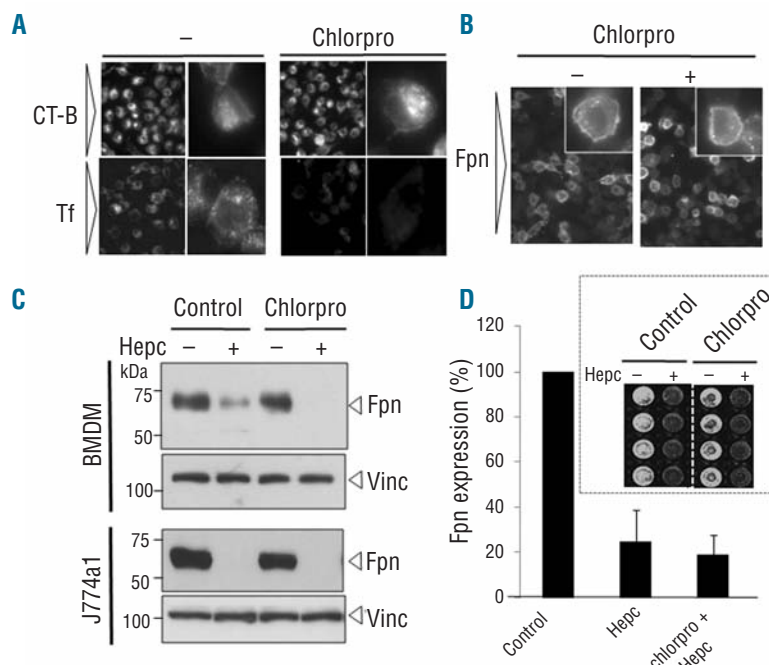 A
–
Chlorpro
CT-B
Tf
B
Chlorpro
– +
Fpn
C
Control Chlorpro
Hepc – + – +
kDa
BMDM
75
50
Fpn
100
Vinc
J774a1
75
50
Fpn
100
Vinc
D
Fpn expression (%)
120
100
80
60
40
20
0
Control
Hepc
chlorpro +
Hepc
Control Chlorpro
Hepc – + – +